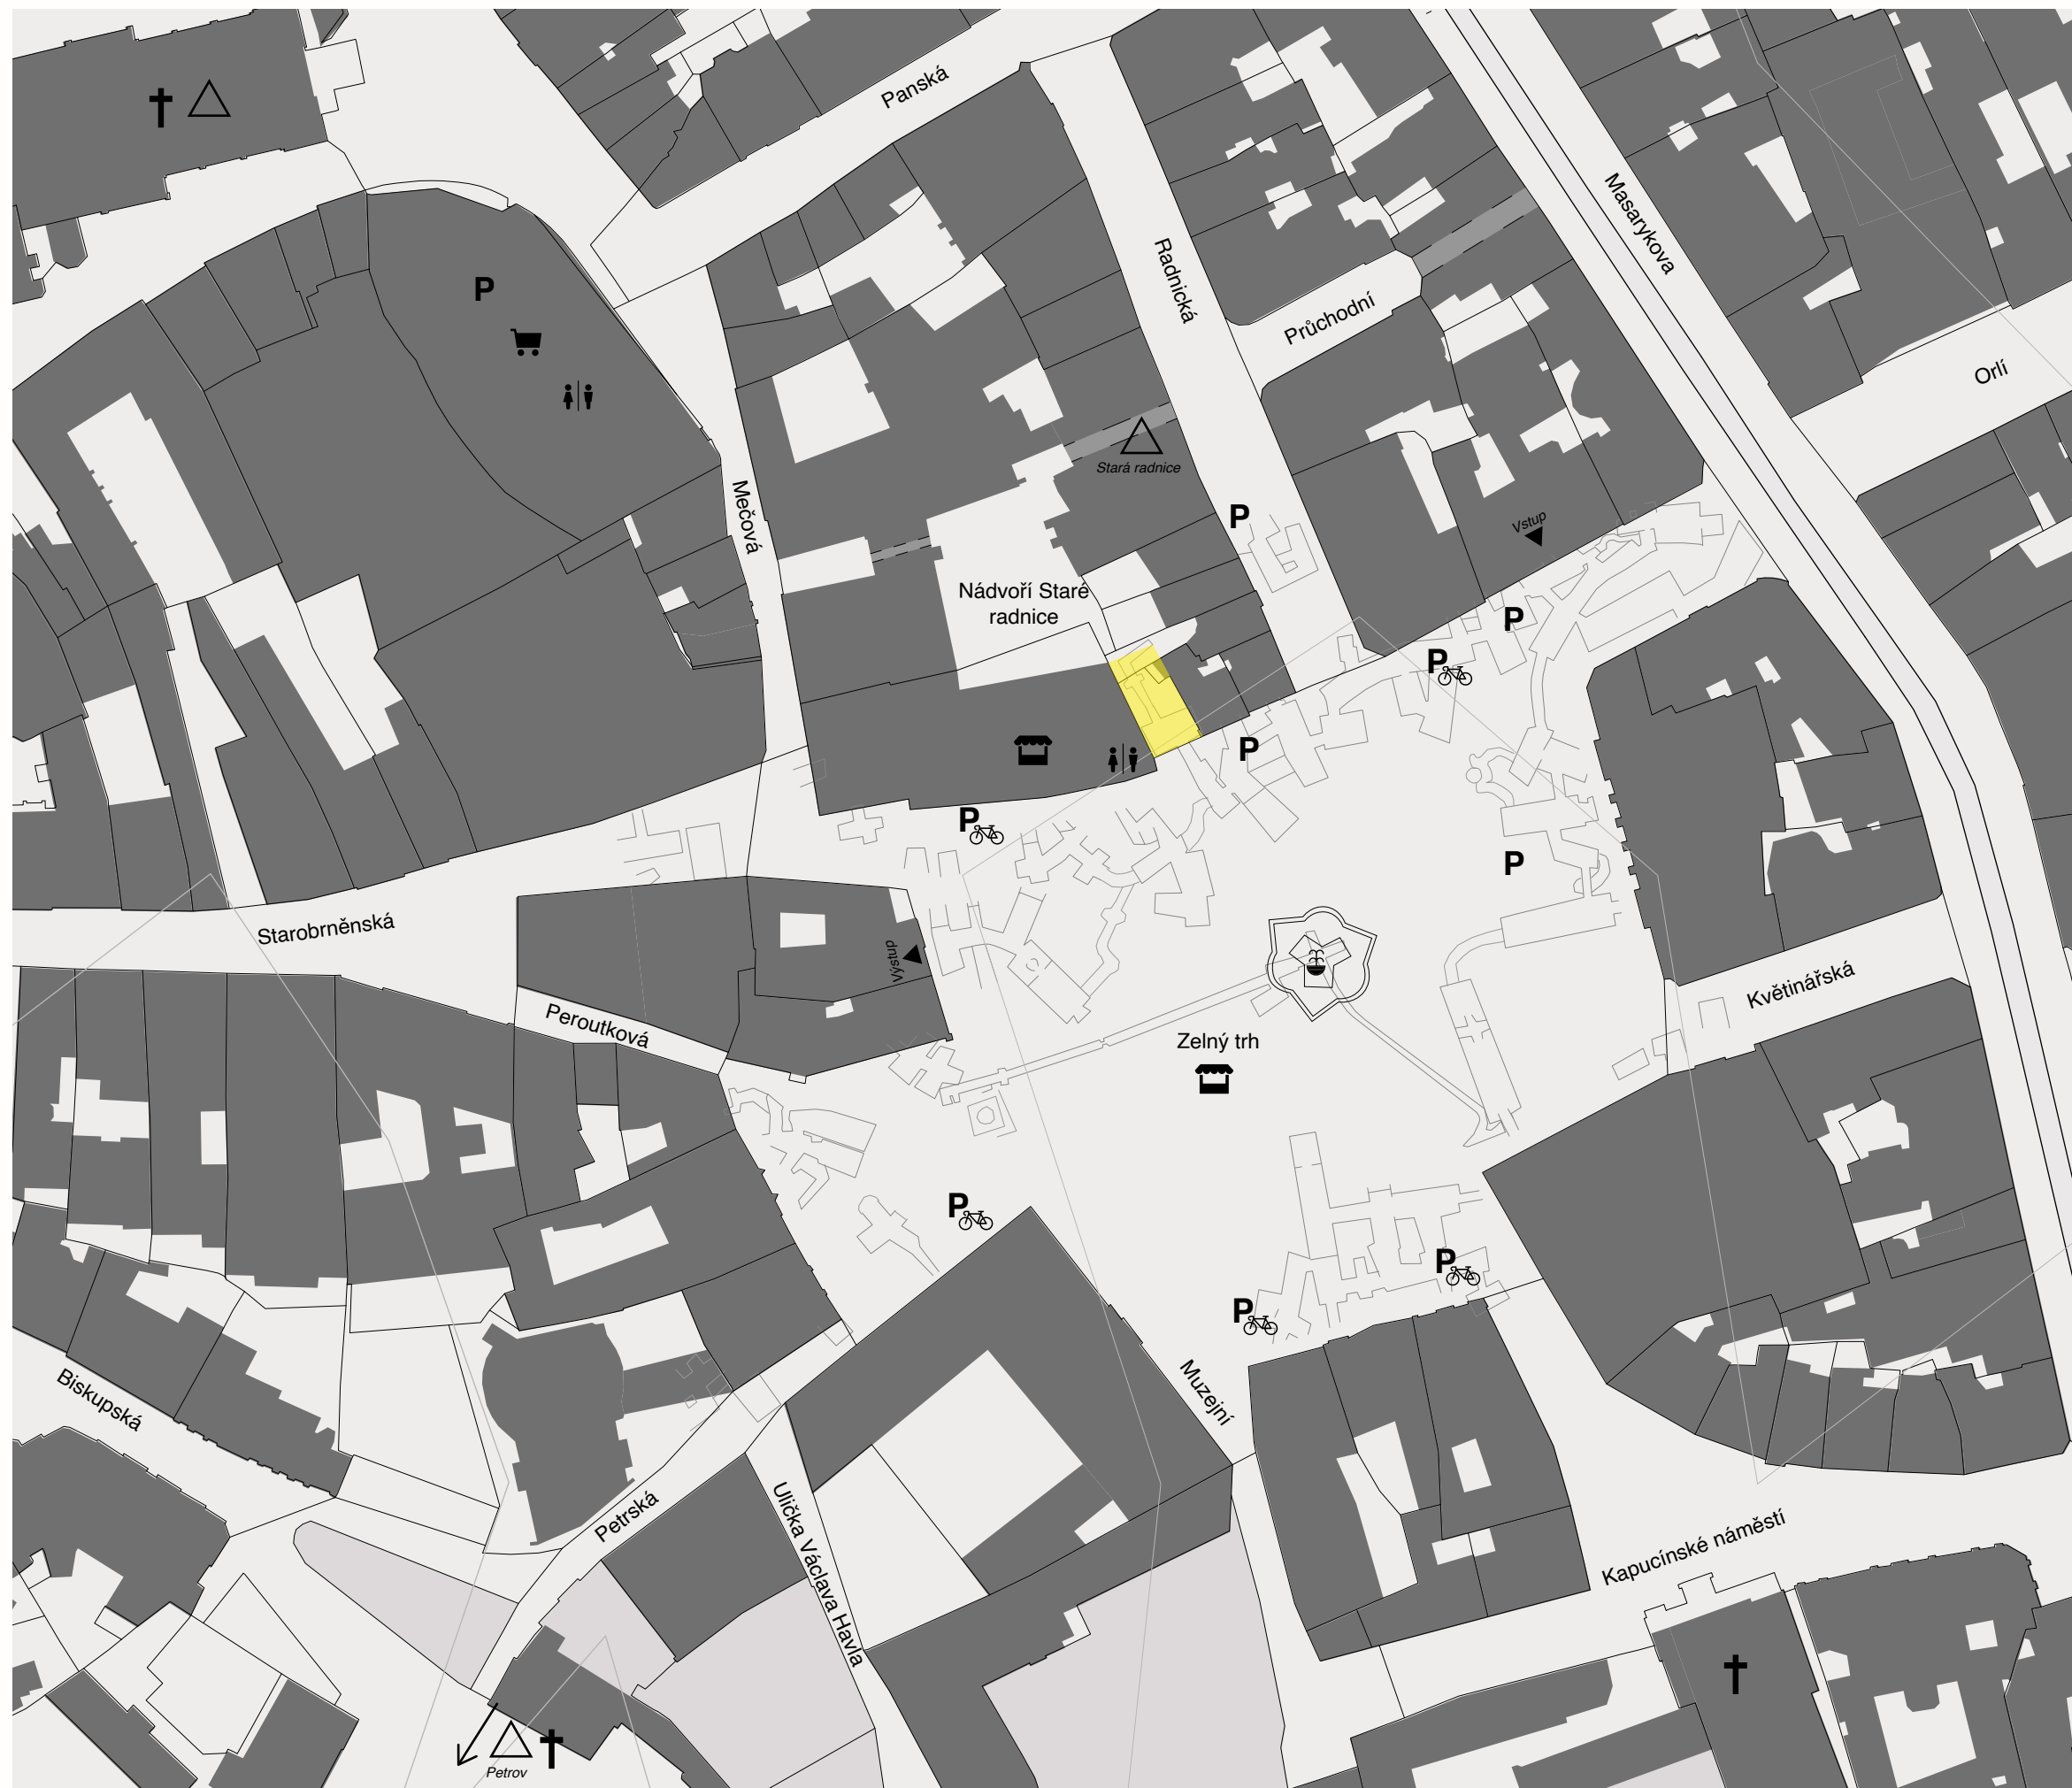 Panská
P
Masarykova
Radnická
Průchodní
Orlí
Mečová
Stará radnice
P
Vstup
Nádvoří Staré
radnice
P
P
P
P
P
Starobrněnská
Výstup
Květinářská
Peroutková
Zelný trh
P
P
P
Biskupská
Muzejní
Petrská
Ulička Václava Havla
Kapucínské náměstí
Petrov